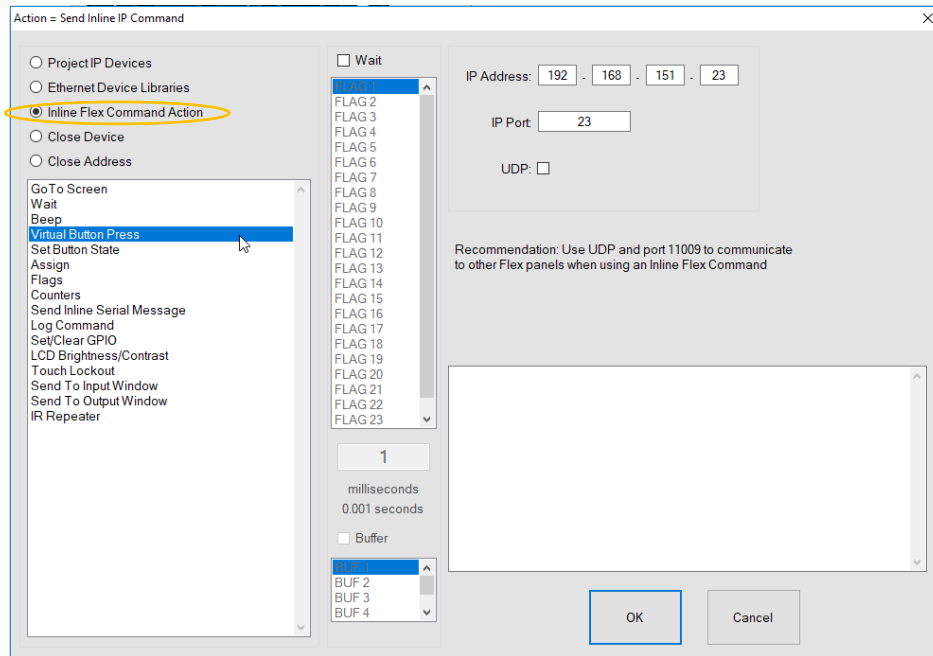 Action = Send Inline IP Command
Project IP Devices
Ethernet Device Libraries
Inline Flex Command Action
Close Device
Close Address
GoTo Screen
Wait
Beep
Virtual Button Press
Set Button State
Assign
Flags
Counters
Send Inline Serial Message
Log Command
Set/Clear GPIO
LCD Brightness/Contrast
Touch Lockout
Send To Input Window
Send To Output Window
IR Repeater
Wait
FLAG 1
FLAG 2
FLAG 3
FLAG 4
FLAG 5
FLAG 6
FLAG 7
FLAG 8
FLAG 9
FLAG 10
FLAG 11
FLAG 12
FLAG 13
FLAG 14
FLAG 15
FLAG 16
FLAG 17
FLAG 18
FLAG 19
FLAG 20
FLAG 21
FLAG 22
FLAG 23
1
milliseconds
0.001 seconds
Buffer
BUF 1
BUF 2
BUF 3
BUF 4
IP Address: 192 . 168 . 151 . 23
IP Port: 23
UDP:
Recommendation: Use UDP and port 11009 to communicate
to other Flex panels when using an Inline Flex Command
OK
Cancel